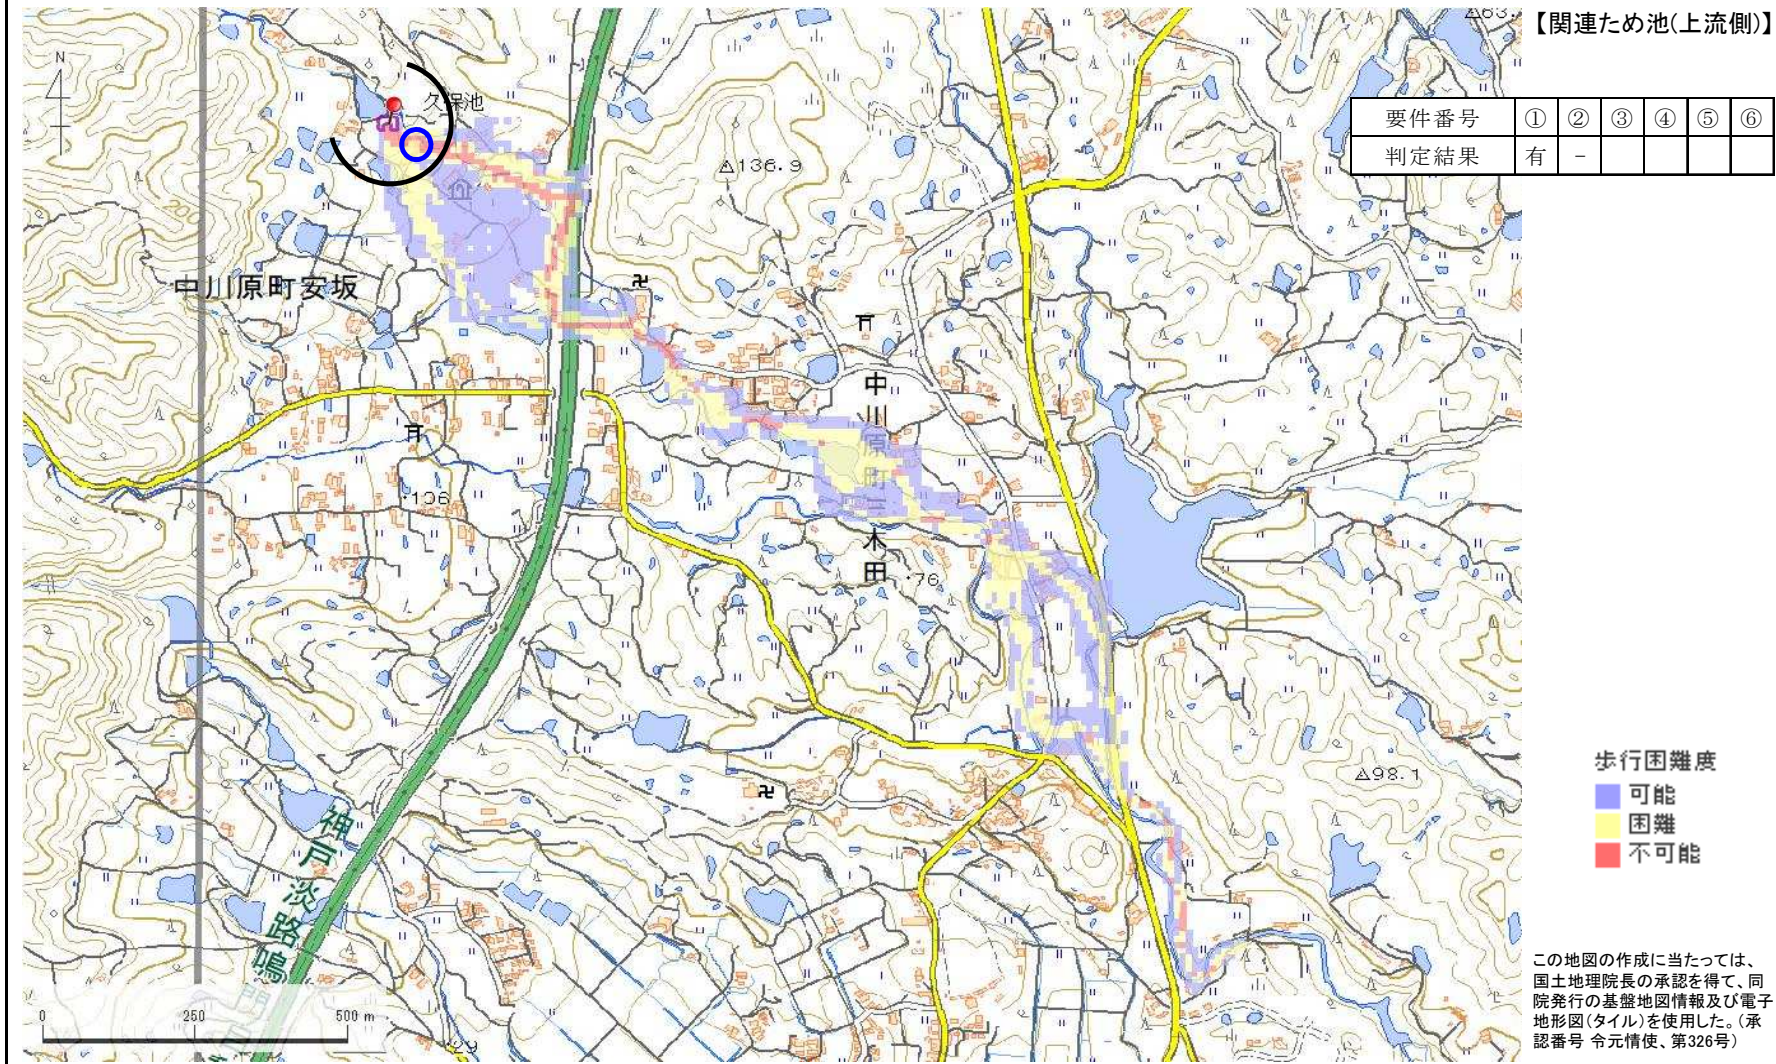 【関連ため池(上流側)】
要件番号 ① ② ③ ④ ⑤ ⑥
判定結果 有 -
N
久保池
200
136.9
中川原町安坂
中川原町三木田
106
76
98.1
神戸淡路鳴門
0 250 500 m
歩行困難度
可能
困難
不可能
この地図の作成に当たっては、
国土地理院長の承認を得て、同
院発行の基盤地図情報及び電子
地形図(タイル)を使用した。(承
認番号 令元情使、第326号)